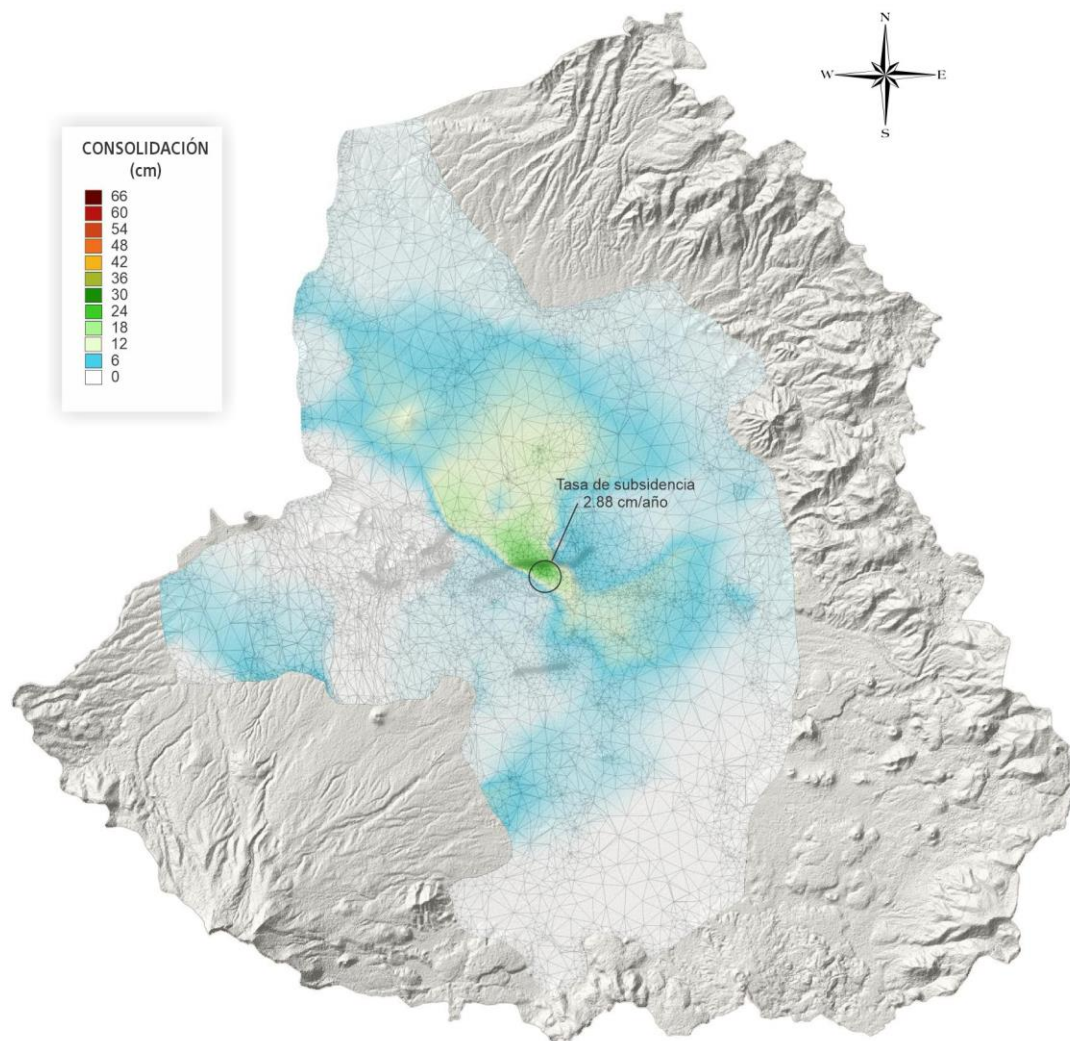 N
W
E
S
CONSOLIDACIÓN
(cm)
66
60
54
48
42
36
30
24
18
12
6
0
Tasa de subsidencia
2.88 cm/año